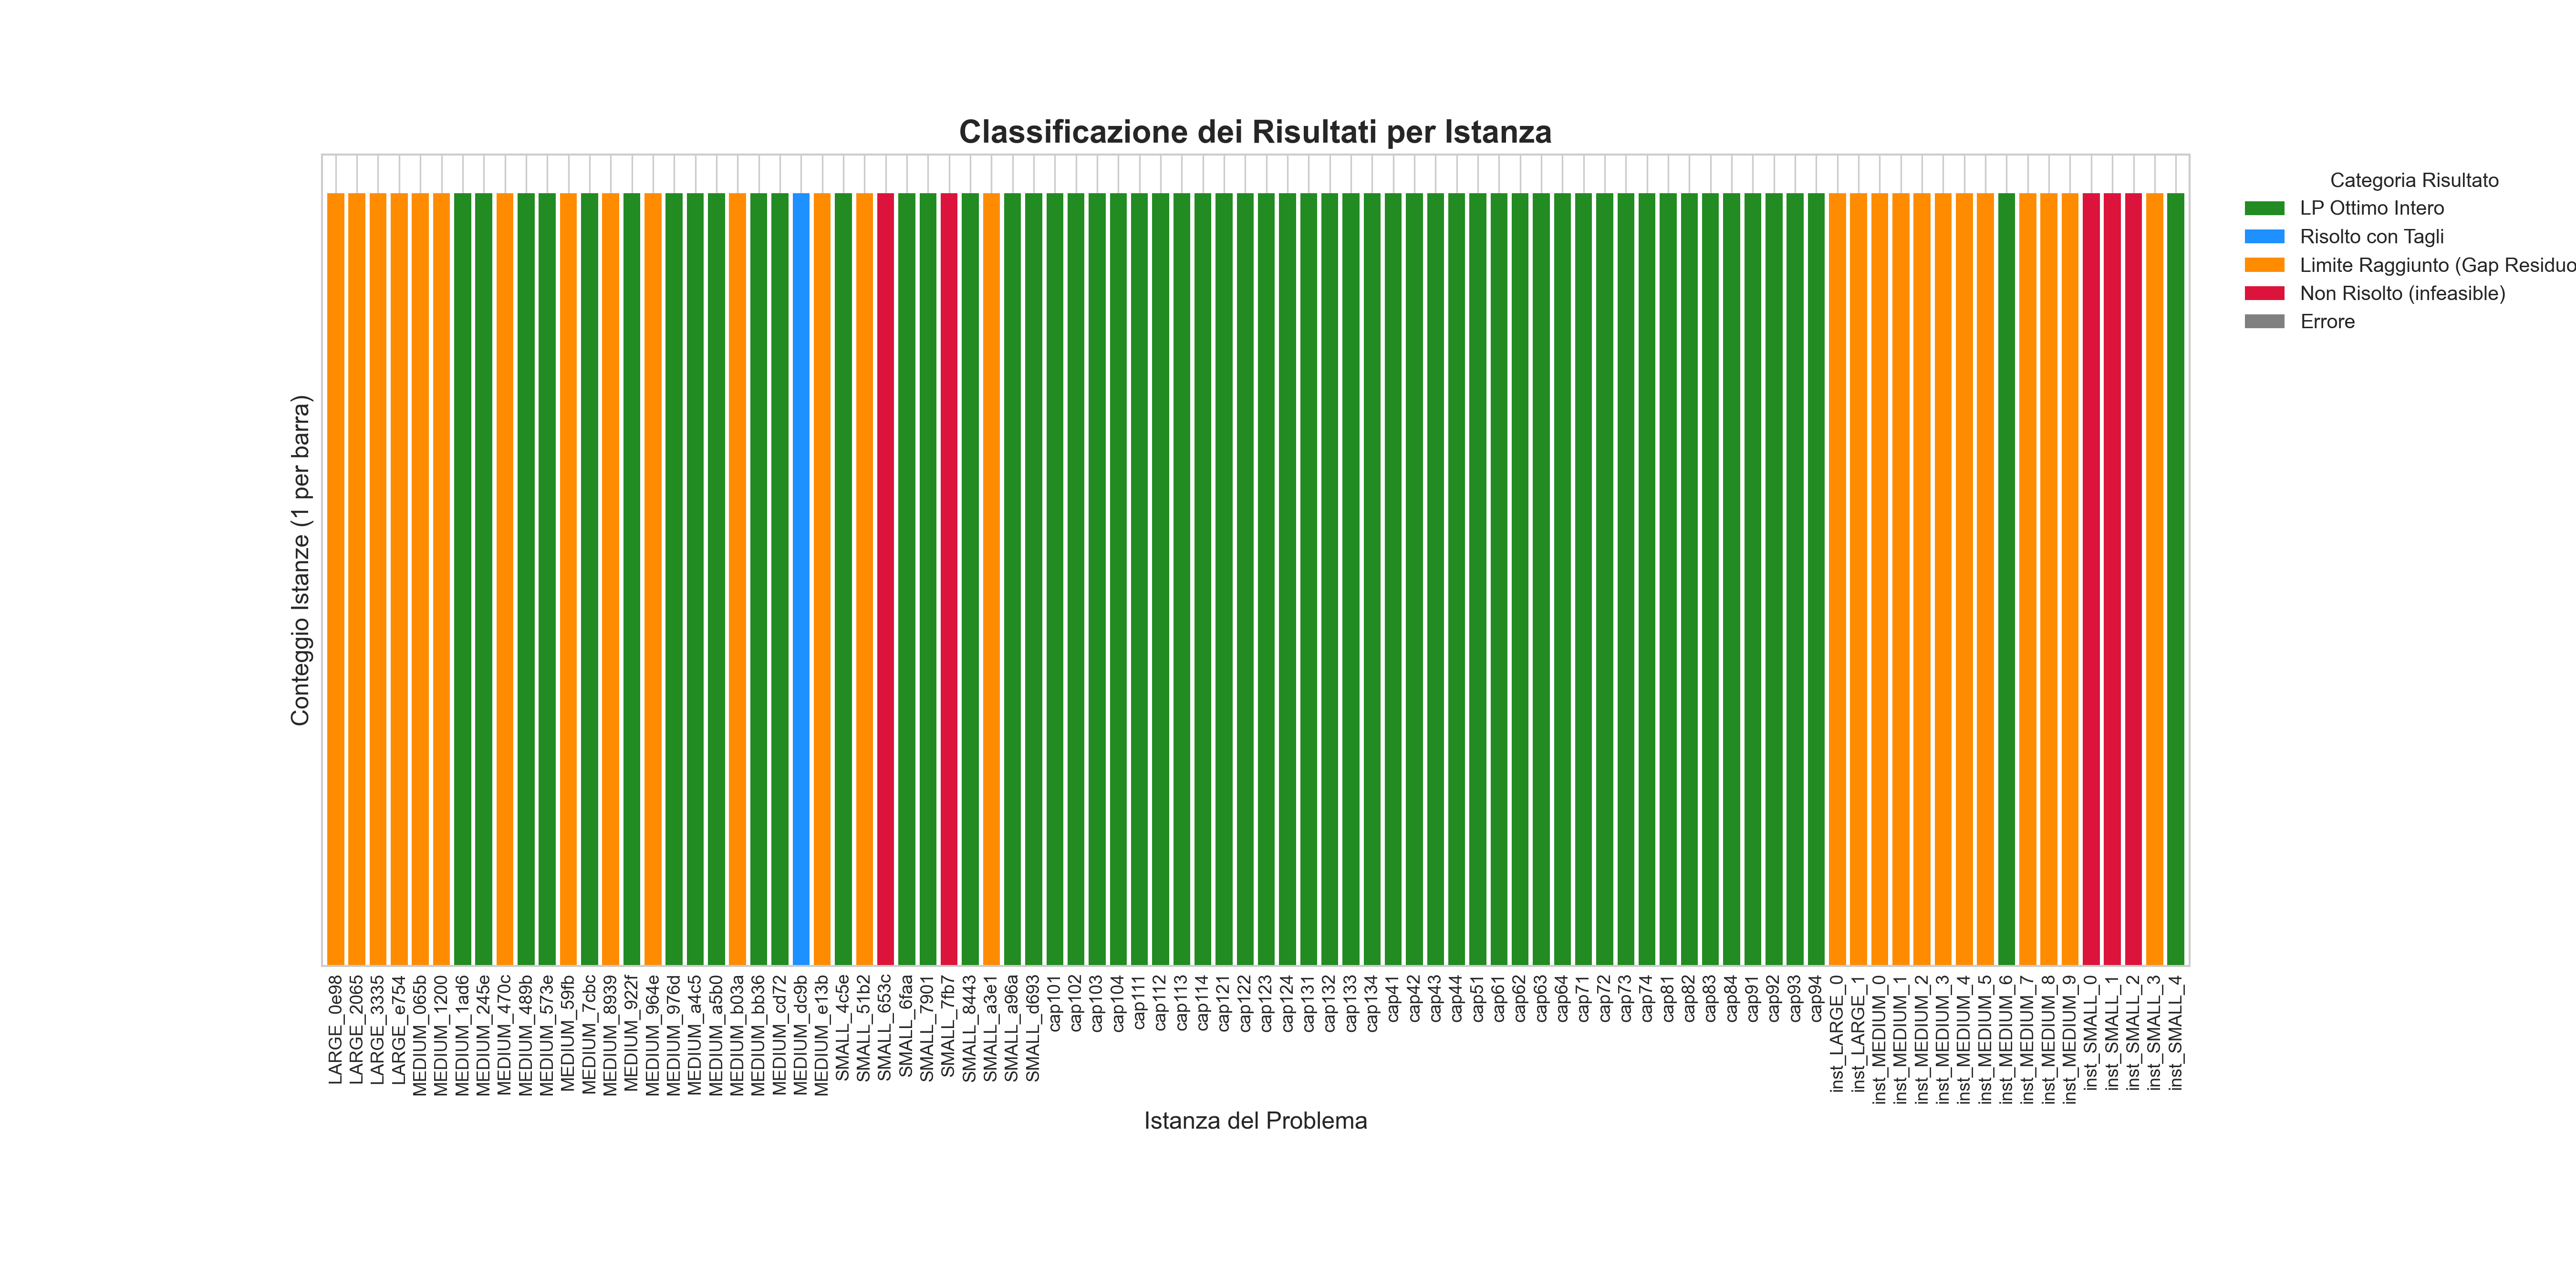 Classificazione dei Risultati per Istanza
Categoria Risultato
LP Ottimo Intero
Risolto con Tagli
Limite Raggiunto (Gap Residuo
Non Risolto (infeasible)
Errore
Conteggio Istanze (1 per barra)
LARGE_0e98
LARGE_2065
LARGE_3335
LARGE_e754
MEDIUM_065b
MEDIUM_1200
MEDIUM_1ad6
MEDIUM_245e
MEDIUM_470c
MEDIUM_489b
MEDIUM_573e
MEDIUM_59fb
MEDIUM_7cbc
MEDIUM_8939
MEDIUM_922f
MEDIUM_964e
MEDIUM_976d
MEDIUM_a4c5
MEDIUM_a5b0
MEDIUM_b03a
MEDIUM_bb36
MEDIUM_cd72
MEDIUM_dc9b
MEDIUM_e13b
SMALL_4c5e
SMALL_51b2
SMALL_653c
SMALL_6faa
SMALL_7901
SMALL_7fb7
SMALL_8443
SMALL_a3e1
SMALL_a96a
SMALL_d693
cap101
cap102
cap103
cap104
cap111
cap112
cap113
cap114
cap121
cap122
cap123
cap124
cap131
cap132
cap133
cap134
cap41
cap42
cap43
cap44
cap51
cap61
cap62
cap63
cap64
cap71
cap72
cap73
cap74
cap81
cap82
cap83
cap84
cap91
cap92
cap93
cap94
inst_LARGE_0
inst_LARGE_1
inst_MEDIUM_0
inst_MEDIUM_1
inst_MEDIUM_2
inst_MEDIUM_3
inst_MEDIUM_4
inst_MEDIUM_5
inst_MEDIUM_6
inst_MEDIUM_7
inst_MEDIUM_8
inst_MEDIUM_9
inst_SMALL_0
inst_SMALL_1
inst_SMALL_2
inst_SMALL_3
inst_SMALL_4
Istanza del Problema